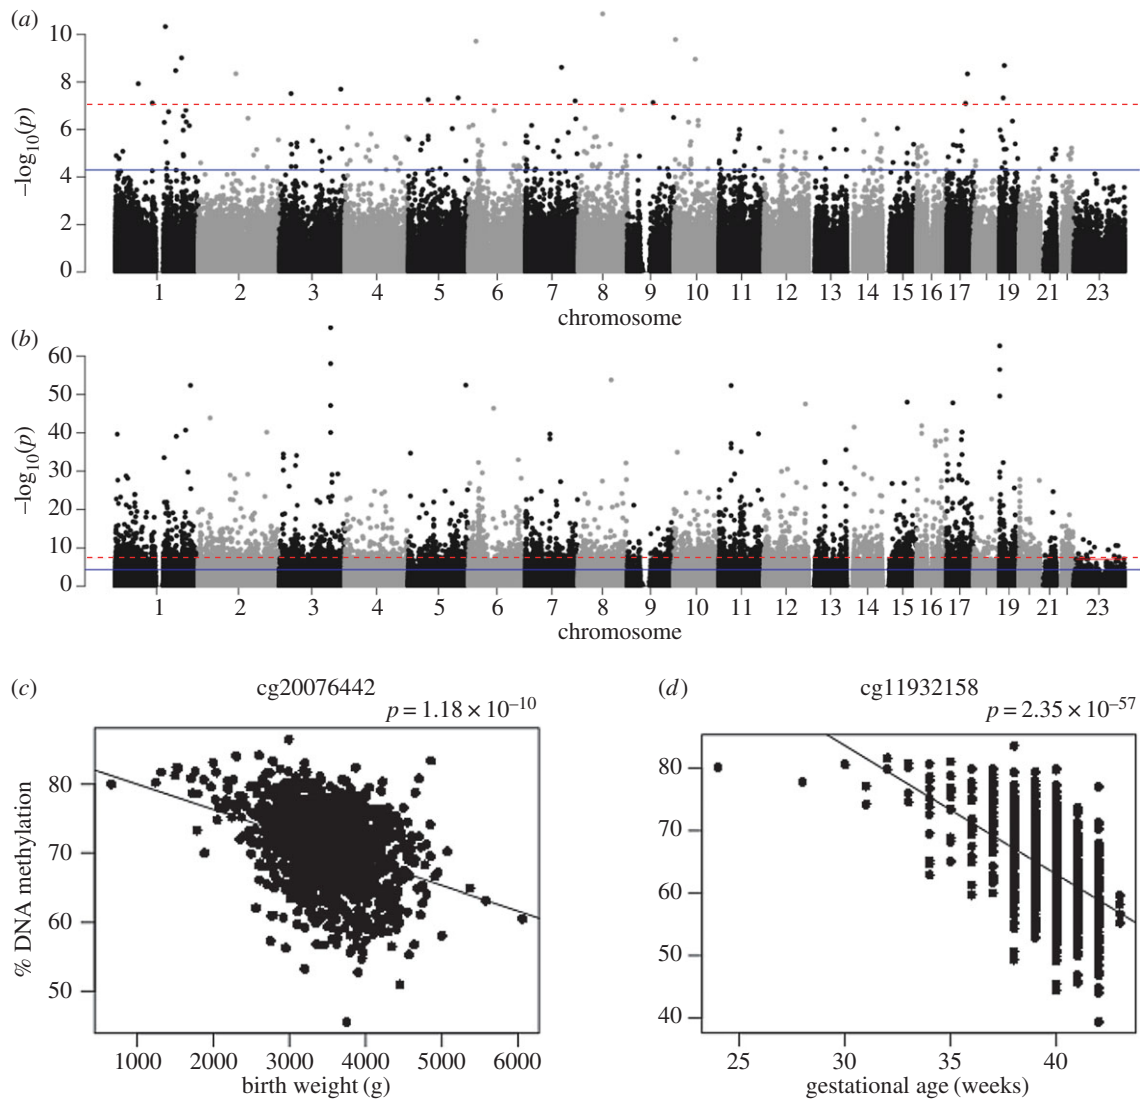 (a)
10
8
6
4
2
0
−log10(p)
1 2 3 4 5 6 7 8 9 10 11 12 13 14 15 16 17 19 21 23
chromosome
(b)
60
50
40
30
20
10
0
−log10(p)
1 2 3 4 5 6 7 8 9 10 11 12 13 14 15 16 17 19 21 23
chromosome
(c)
cg20076442
p = 1.18 × 10−10
80
70
60
50
% DNA methylation
1000 2000 3000 4000 5000 6000
birth weight (g)
(d)
cg11932158
p = 2.35 × 10−57
80
70
60
50
40
25 30 35 40
gestational age (weeks)